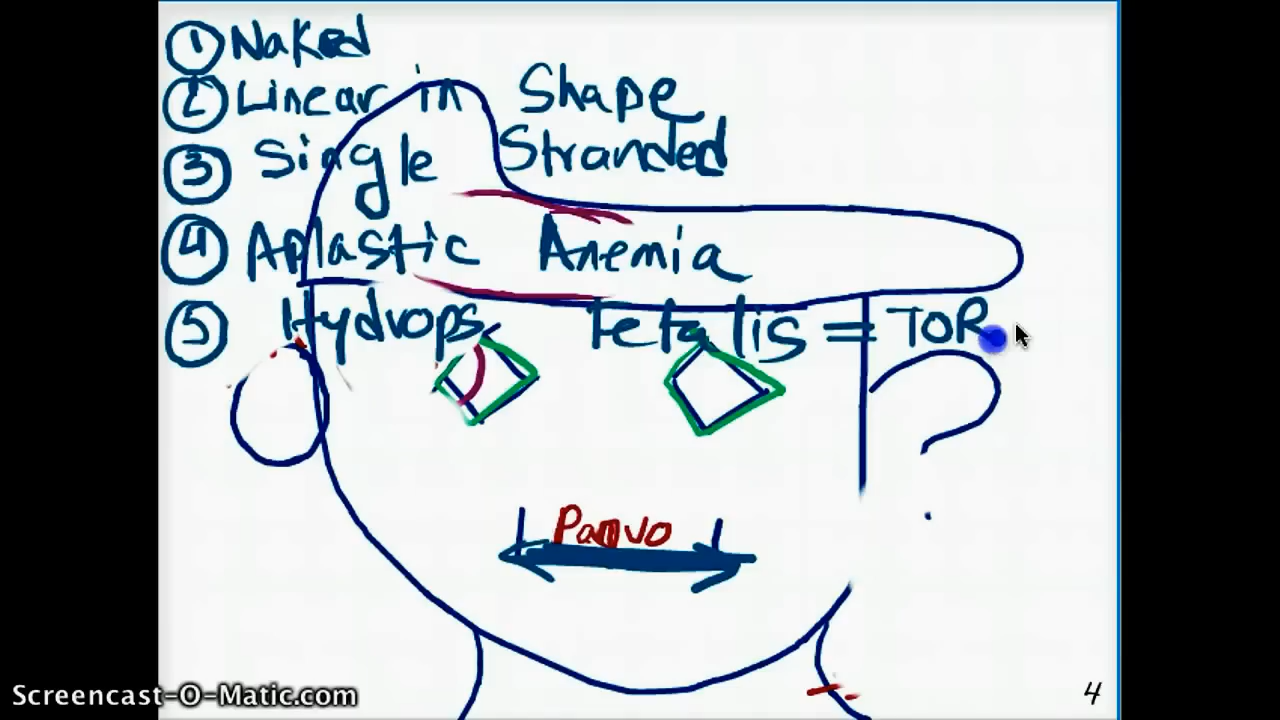 ① Naked
② Linear in Shape
③ Single Stranded
④ Aplastic Anemia
⑤ Hydrops Fetalis = TOR
Parvo
Screencast-O-Matic.com
4